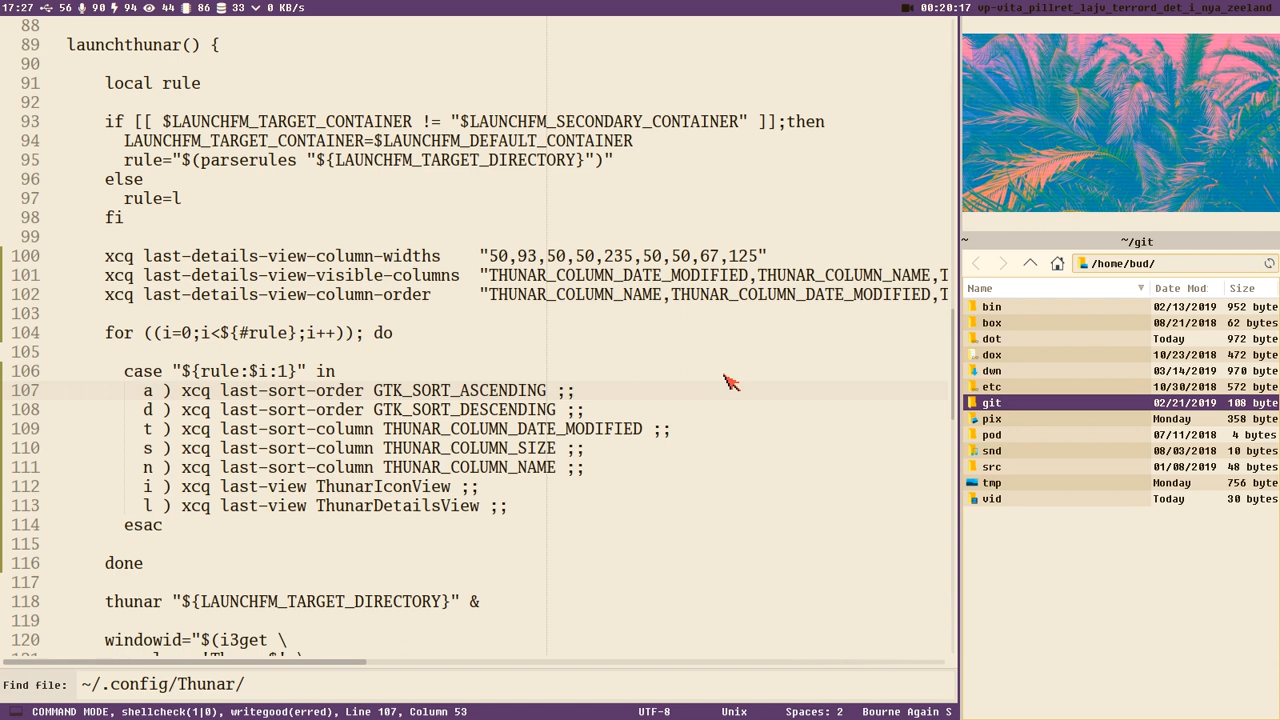 17:27 56 90 94 44 86 33 0 KB/s 00:20:17 vp-vita_pillret_lajv_terrord_det_i_nya_zeeland_
88
89 launchthunar() {
90
91 local rule
92
93 if [[ $LAUNCHFM_TARGET_CONTAINER != "$LAUNCHFM_SECONDARY_CONTAINER" ]];then
94 LAUNCHFM_TARGET_CONTAINER=$LAUNCHFM_DEFAULT_CONTAINER
95 rule="$(parserules "${LAUNCHFM_TARGET_DIRECTORY}")"
96 else
97 rule=l
98 fi
99
100 xcq last-details-view-column-widths "50,93,50,50,235,50,50,67,125"
101 xcq last-details-view-visible-columns "THUNAR_COLUMN_DATE_MODIFIED,THUNAR_COLUMN_NAME,T
102 xcq last-details-view-column-order "THUNAR_COLUMN_NAME,THUNAR_COLUMN_DATE_MODIFIED,T
103
104 for ((i=0;i<${#rule};i++)); do
105
106 case "${rule:$i:1}" in
107 a ) xcq last-sort-order GTK_SORT_ASCENDING ;;
108 d ) xcq last-sort-order GTK_SORT_DESCENDING ;;
109 t ) xcq last-sort-column THUNAR_COLUMN_DATE_MODIFIED ;;
110 s ) xcq last-sort-column THUNAR_COLUMN_SIZE ;;
111 n ) xcq last-sort-column THUNAR_COLUMN_NAME ;;
112 i ) xcq last-view ThunarIconView ;;
113 l ) xcq last-view ThunarDetailsView ;;
114 esac
115
116 done
117
118 thunar "${LAUNCHFM_TARGET_DIRECTORY}" &
119
120 windowid="$(i3get \
Find file: ~/.config/Thunar/
COMMAND MODE, shellcheck(1|0), writegood(erred), Line 107, Column 53 UTF-8 Unix Spaces: 2 Bourne Again S
~ ~/git
/home/bud/
Name Date Mod Size
bin 02/13/2019 952 byte
box 08/21/2018 62 bytes
dot Today 972 byte
dox 10/23/2018 472 byte
dwn 03/14/2019 970 byte
etc 10/30/2018 572 byte
git 02/21/2019 108 byte
pix Monday 358 byte
pod 07/11/2018 4 bytes
snd 08/03/2018 10 bytes
src 01/08/2019 48 bytes
tmp Monday 756 byte
vid Today 30 bytes